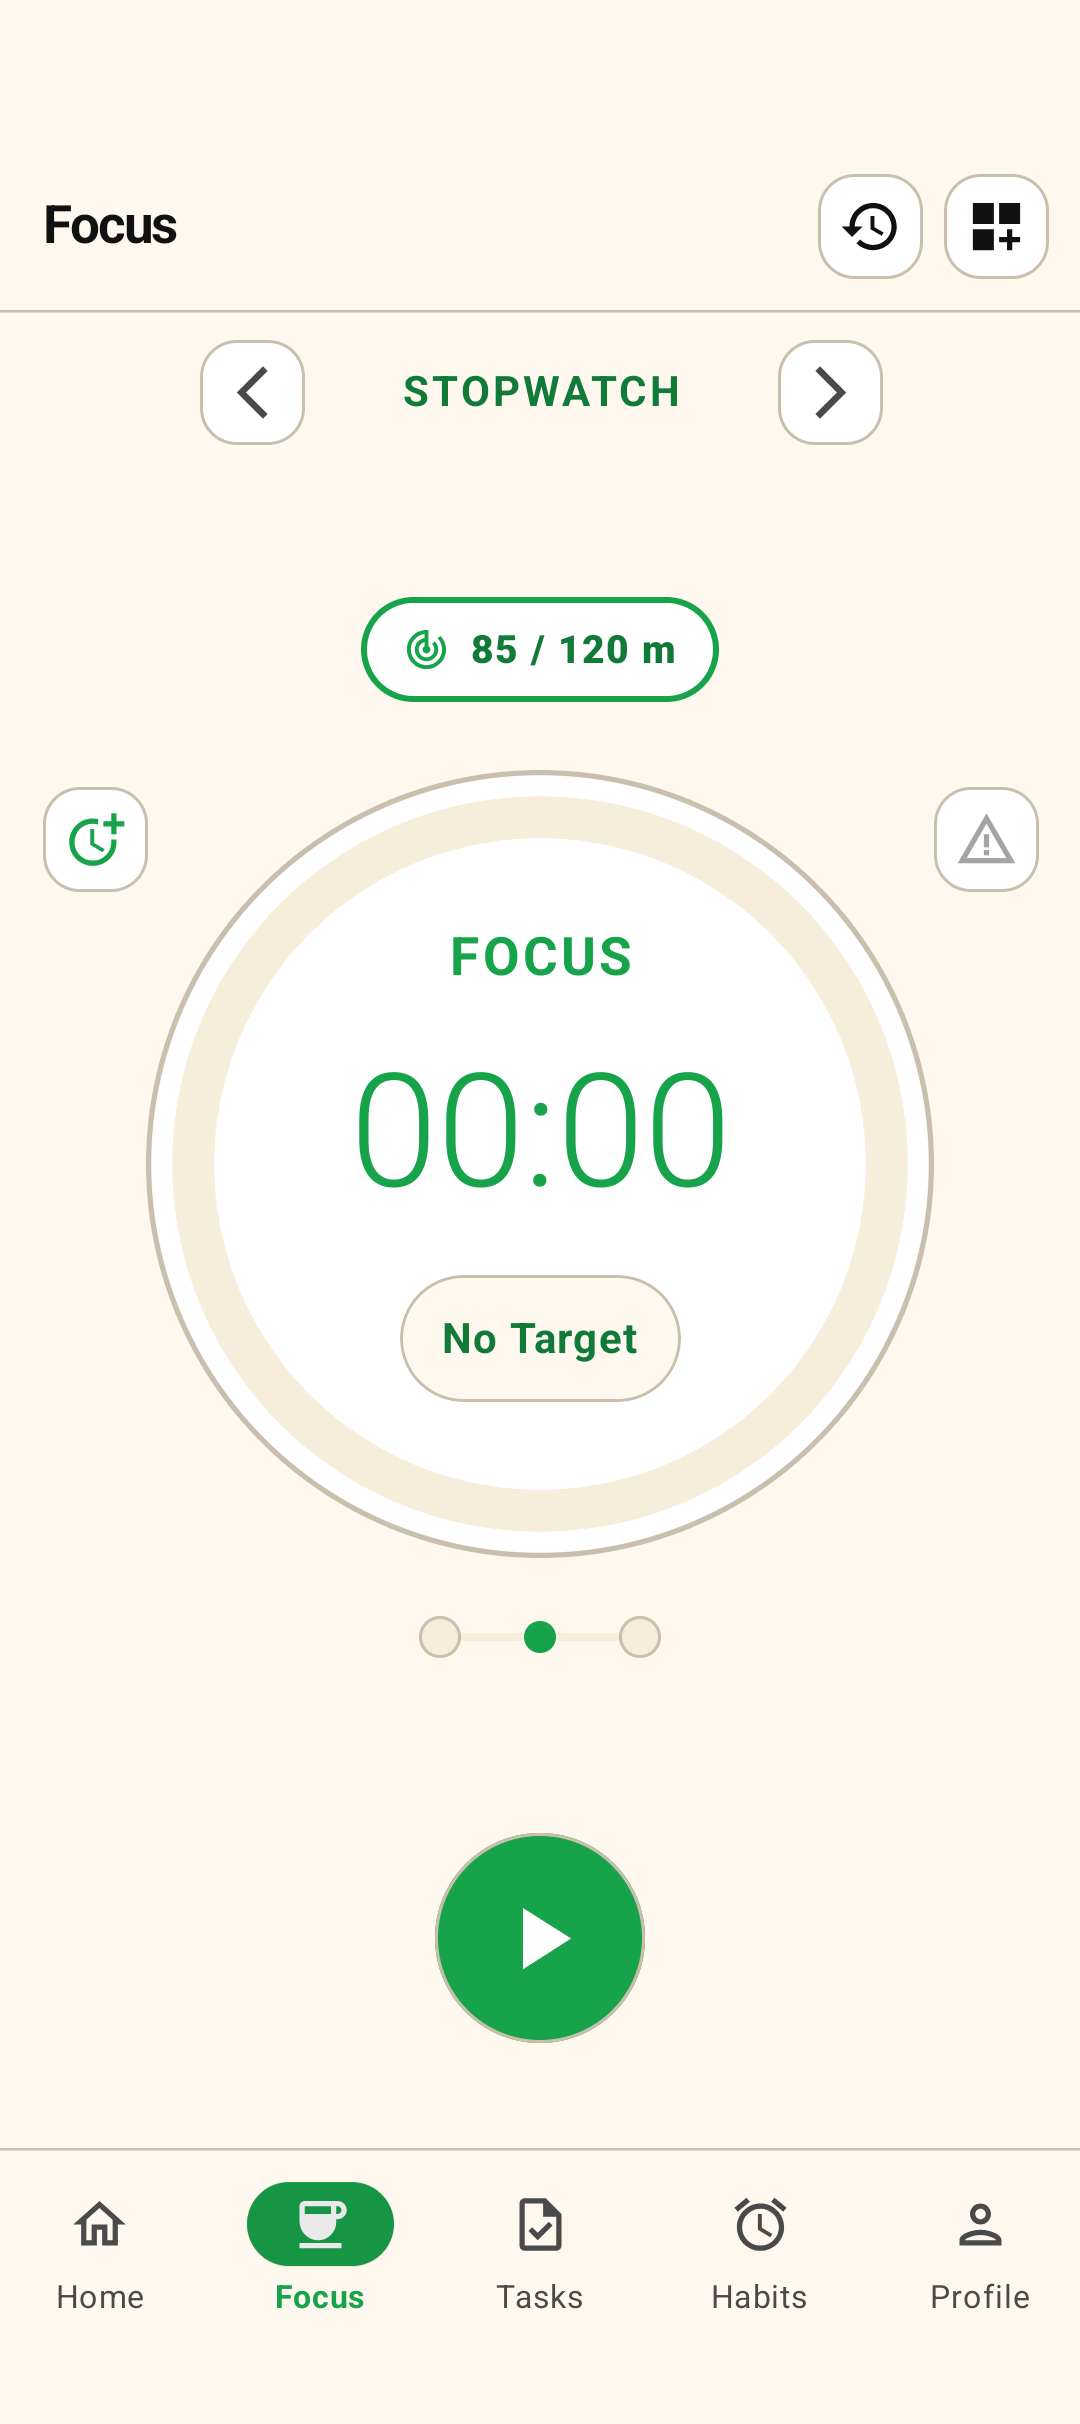 Focus
STOPWATCH
85 / 120 m
FOCUS
00:00
No Target
Home
Focus
Tasks
Habits
Profile